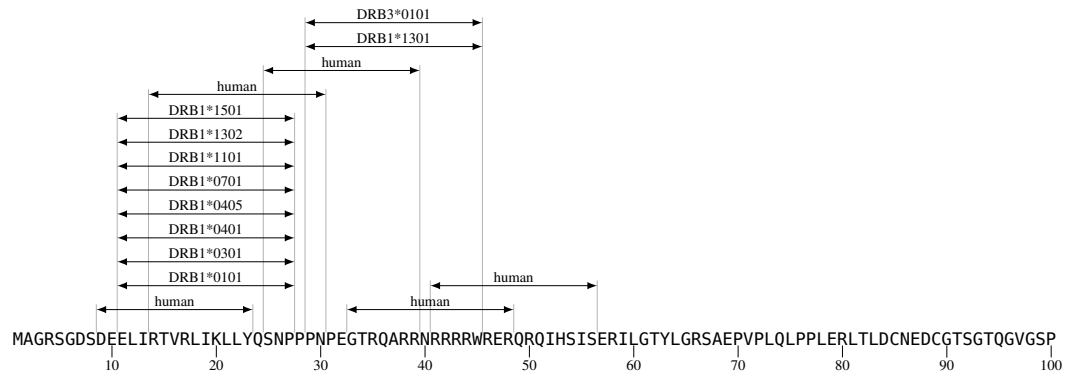 DRB3*0101
DRB1*1301
human
human
DRB1*1501
DRB1*1302
DRB1*1101
DRB1*0701
DRB1*0405
DRB1*0401
DRB1*0301
DRB1*0101 human
human human
MAGRSGDSDEELIRTVRLIKLLYQSNPPPNPEGTRQARRNRRRRWRERQRQIHSISERILGTYLGRSAEPVPLQLPPLERLTLDCNEDCGTSGTQGVGSP
10 20 30 40 50 60 70 80 90 100